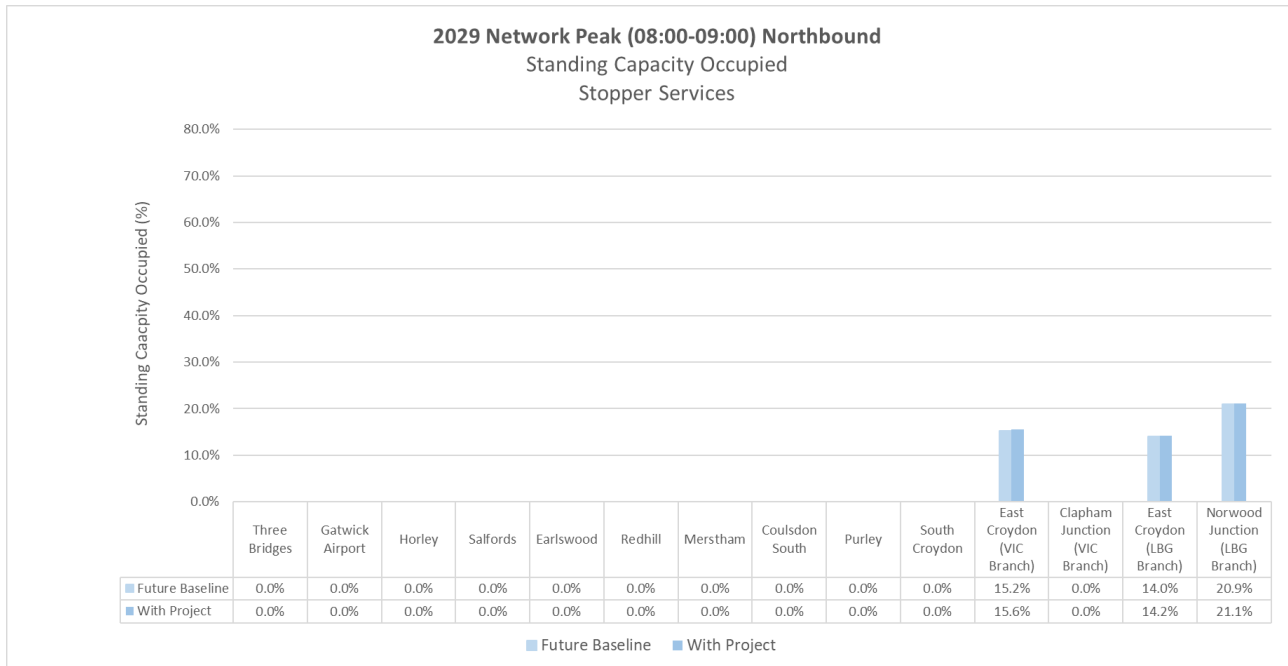 2029 Network Peak (08:00-09:00) Northbound
Standing Capacity Occupied
Stopper Services
Standing Caacpity Occupied (%)
80.0%
70.0%
60.0%
50.0%
40.0%
30.0%
20.0%
10.0%
0.0%
Three Bridges
Gatwick Airport
Horley
Salfords
Earlswood
Redhill
Merstham
Coulsdon South
Purley
South Croydon
East Croydon (VIC Branch)
Clapham Junction (VIC Branch)
East Croydon (LBG Branch)
Norwood Junction (LBG Branch)
Future Baseline 0.0% 0.0% 0.0% 0.0% 0.0% 0.0% 0.0% 0.0% 0.0% 0.0% 15.2% 0.0% 14.0% 20.9%
With Project 0.0% 0.0% 0.0% 0.0% 0.0% 0.0% 0.0% 0.0% 0.0% 0.0% 15.6% 0.0% 14.2% 21.1%
Future Baseline With Project